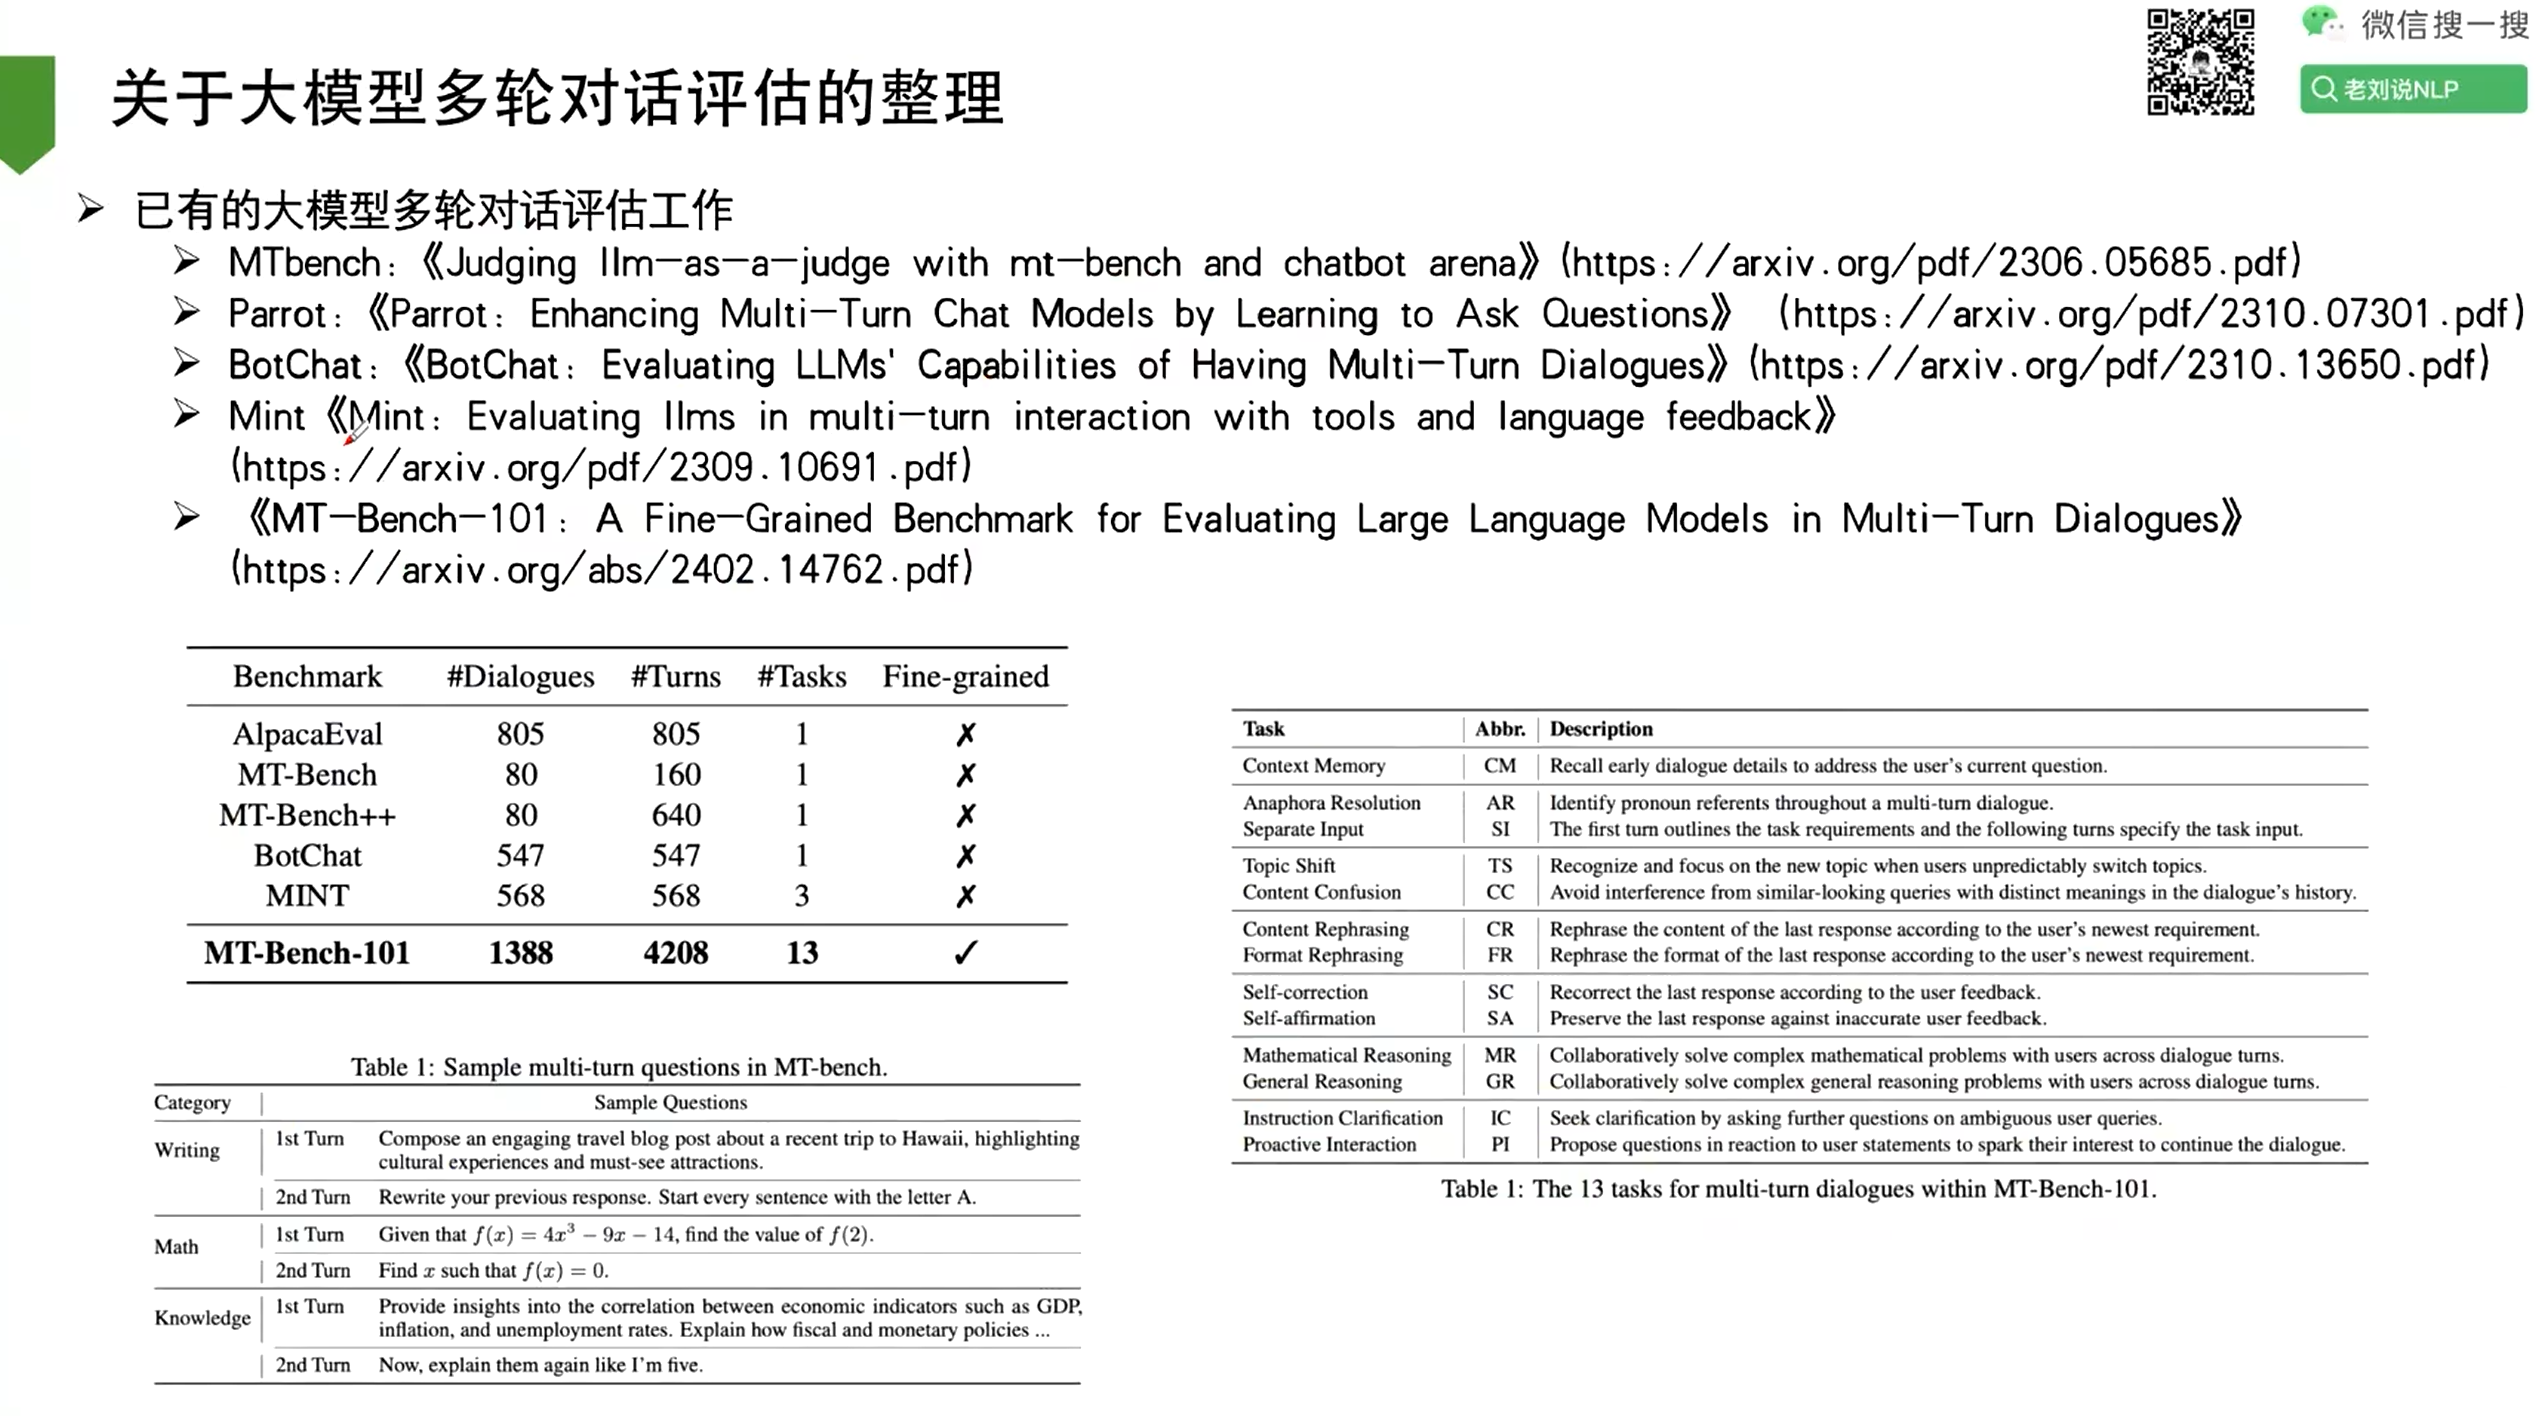 微信搜一搜
老刘说NLP
关于大模型多轮对话评估的整理
已有的大模型多轮对话评估工作
MTbench:《Judging llm-as-a-judge with mt-bench and chatbot arena》(https://arxiv.org/pdf/2306.05685.pdf)
Parrot:《Parrot: Enhancing Multi-Turn Chat Models by Learning to Ask Questions》 (https://arxiv.org/pdf/2310.07301.pdf)
BotChat:《BotChat: Evaluating LLMs' Capabilities of Having Multi-Turn Dialogues》(https://arxiv.org/pdf/2310.13650.pdf)
Mint《Mint: Evaluating llms in multi-turn interaction with tools and language feedback》
(https://arxiv.org/pdf/2309.10691.pdf)
《MT-Bench-101: A Fine-Grained Benchmark for Evaluating Large Language Models in Multi-Turn Dialogues》
(https://arxiv.org/abs/2402.14762.pdf)
Benchmark #Dialogues #Turns #Tasks Fine-grained
AlpacaEval 805 805 1 ✗
MT-Bench 80 160 1 ✗
MT-Bench++ 80 640 1 ✗
BotChat 547 547 1 ✗
MINT 568 568 3 ✗
MT-Bench-101 1388 4208 13 ✓
Table 1: Sample multi-turn questions in MT-bench.
Category Sample Questions
Writing 1st Turn Compose an engaging travel blog post about a recent trip to Hawaii, highlighting
cultural experiences and must-see attractions.
2nd Turn Rewrite your previous response. Start every sentence with the letter A.
Math 1st Turn Given that f(x) = 4x³ − 9x − 14, find the value of f(2).
2nd Turn Find x such that f(x) = 0.
Knowledge 1st Turn Provide insights into the correlation between economic indicators such as GDP,
inflation, and unemployment rates. Explain how fiscal and monetary policies ...
2nd Turn Now, explain them again like I'm five.
Task Abbr. Description
Context Memory CM Recall early dialogue details to address the user's current question.
Anaphora Resolution AR Identify pronoun referents throughout a multi-turn dialogue.
Separate Input SI The first turn outlines the task requirements and the following turns specify the task input.
Topic Shift TS Recognize and focus on the new topic when users unpredictably switch topics.
Content Confusion CC Avoid interference from similar-looking queries with distinct meanings in the dialogue's history.
Content Rephrasing CR Rephrase the content of the last response according to the user's newest requirement.
Format Rephrasing FR Rephrase the format of the last response according to the user's newest requirement.
Self-correction SC Recorrect the last response according to the user feedback.
Self-affirmation SA Preserve the last response against inaccurate user feedback.
Mathematical Reasoning MR Collaboratively solve complex mathematical problems with users across dialogue turns.
General Reasoning GR Collaboratively solve complex general reasoning problems with users across dialogue turns.
Instruction Clarification IC Seek clarification by asking further questions on ambiguous user queries.
Proactive Interaction PI Propose questions in reaction to user statements to spark their interest to continue the dialogue.
Table 1: The 13 tasks for multi-turn dialogues within MT-Bench-101.